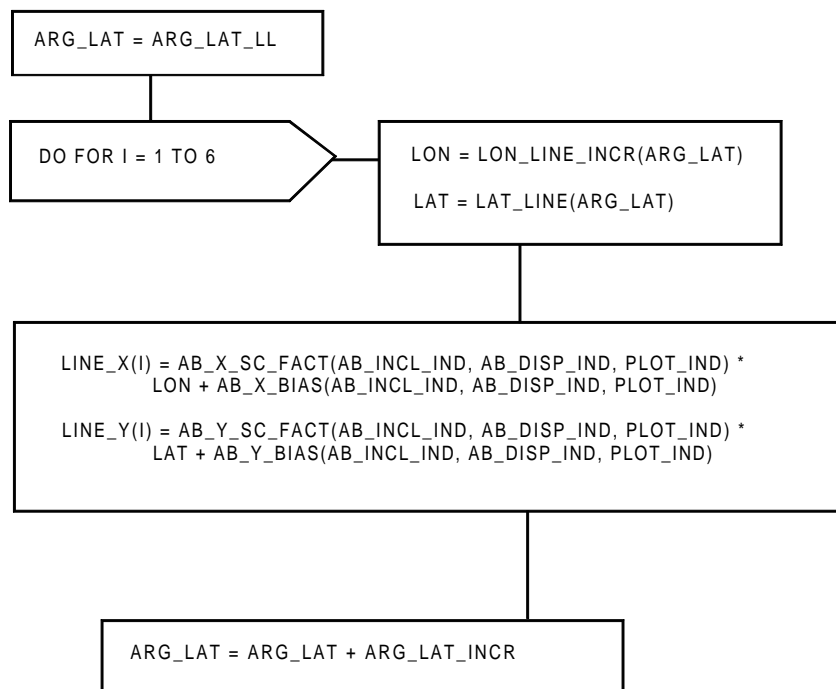 ARG_LAT = ARG_LAT_LL
DO FOR I = 1 TO 6
LON = LON_LINE_INCR(ARG_LAT)
LAT = LAT_LINE(ARG_LAT)
LINE_X(I) = AB_X_SC_FACT(AB_INCL_IND, AB_DISP_IND, PLOT_IND) *
LON + AB_X_BIAS(AB_INCL_IND, AB_DISP_IND, PLOT_IND)
LINE_Y(I) = AB_Y_SC_FACT(AB_INCL_IND, AB_DISP_IND, PLOT_IND) *
LAT + AB_Y_BIAS(AB_INCL_IND, AB_DISP_IND, PLOT_IND)
ARG_LAT = ARG_LAT + ARG_LAT_INCR